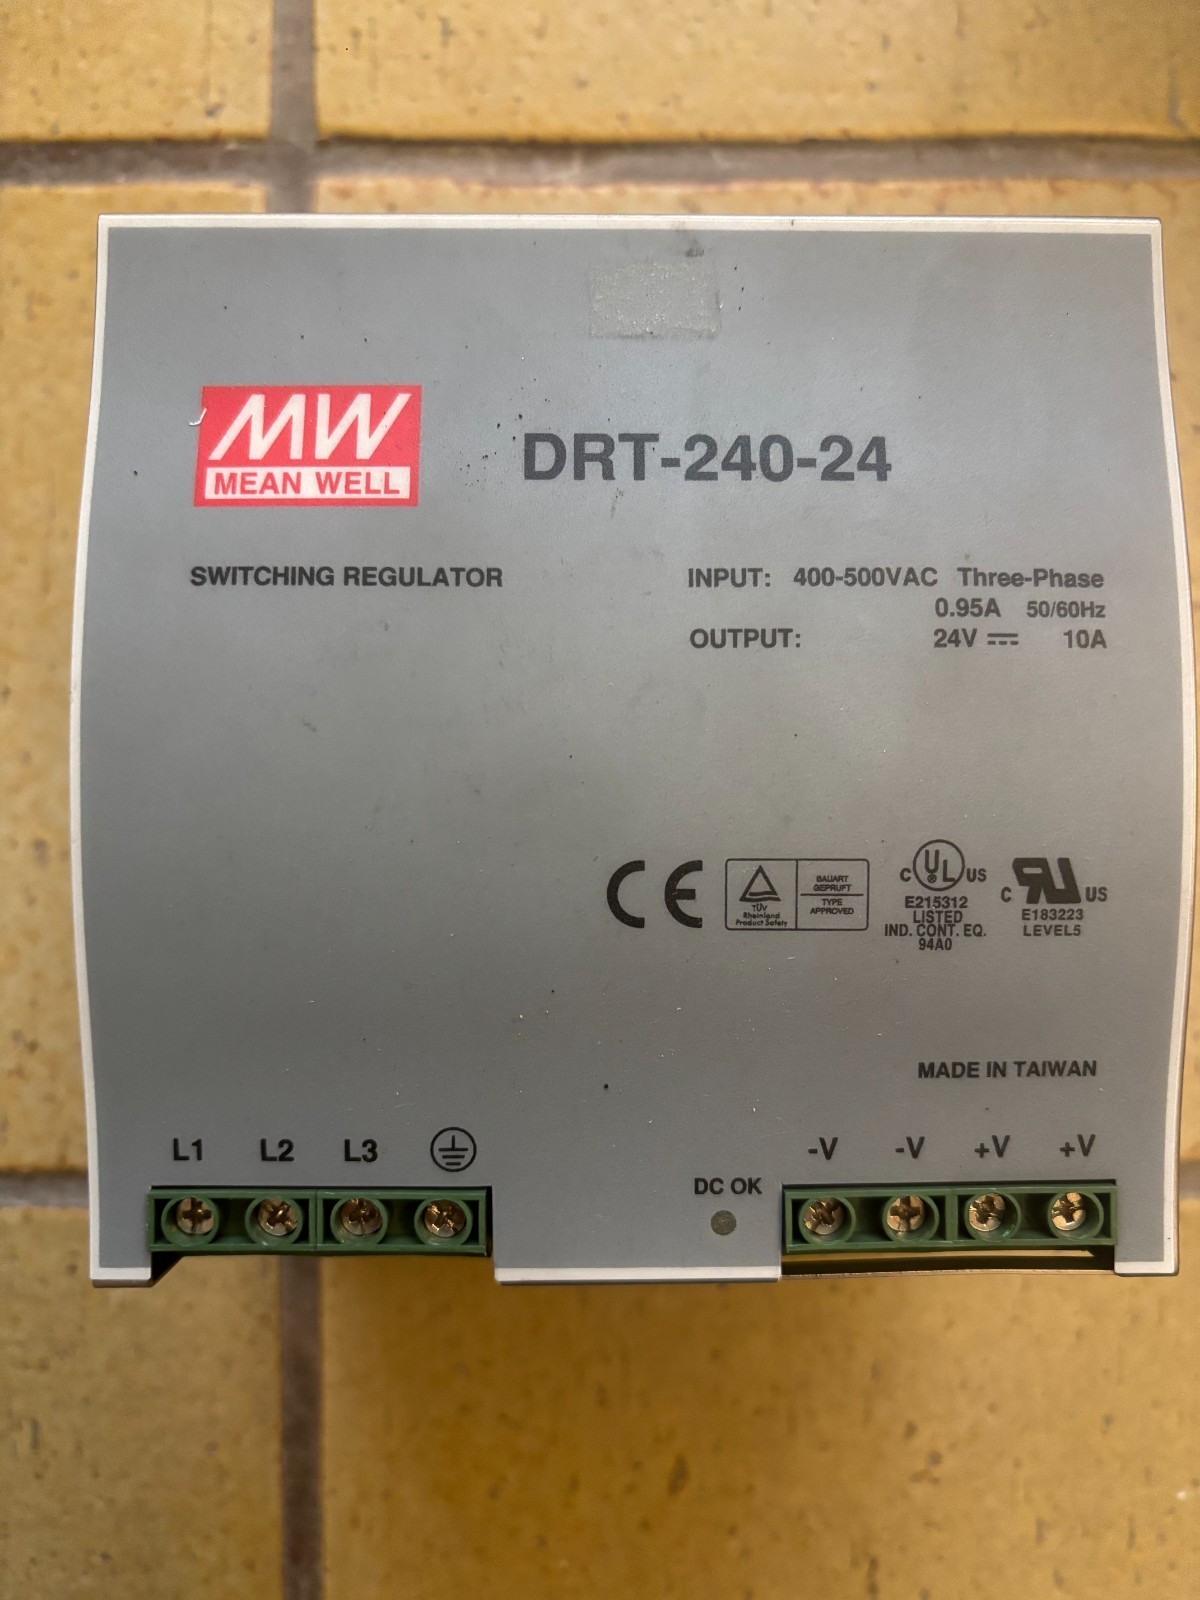 MW
MEAN WELL
DRT-240-24
SWITCHING REGULATOR
INPUT: 400-500VAC Three-Phase
0.95A 50/60Hz
OUTPUT: 24V 10A
CE
TÜV
Rheinland
Product Safety
BAUART
GEPRÜFT
TYPE
APPROVED
C UL US
E215312
LISTED
IND. CONT. EQ.
94A0
C RU US
E183223
LEVEL5
MADE IN TAIWAN
L1 L2 L3
DC OK
-V -V +V +V